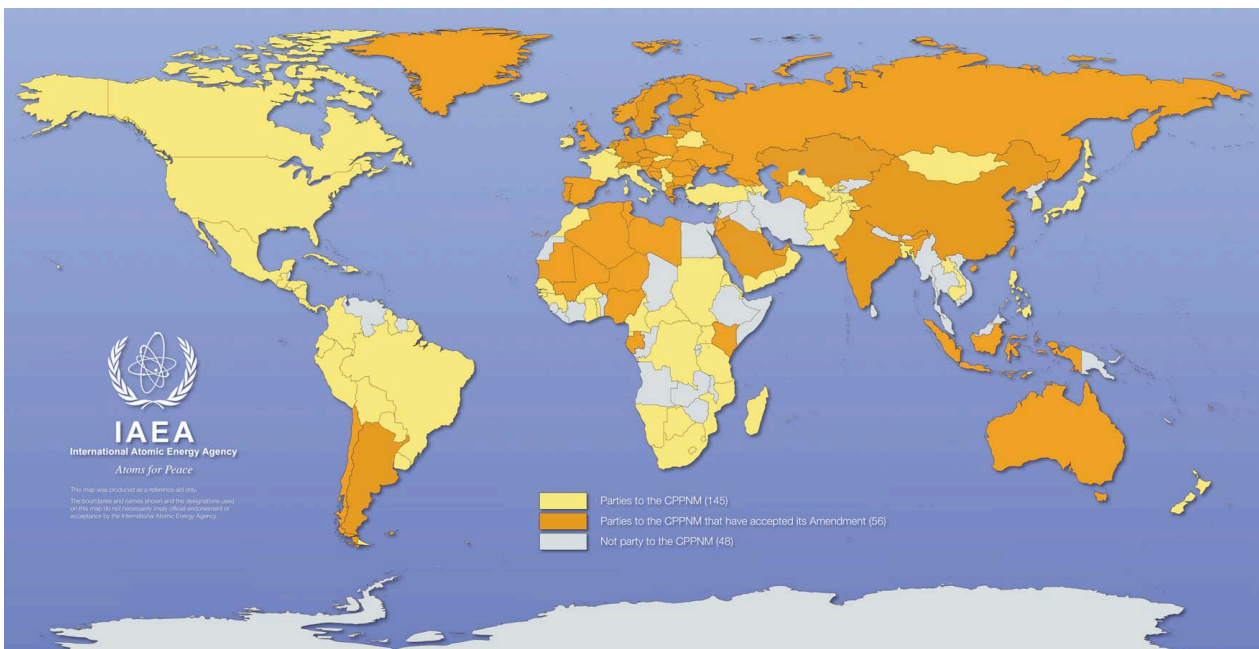 IAEA
International Atomic Energy Agency
Atoms for Peace
This map was produced as a reference aid only.
The boundaries and names shown and the designations used
on this map do not necessarily imply official endorsement or
acceptance by the International Atomic Energy Agency.
Parties to the CPPNM (145)
Parties to the CPPNM that have accepted its Amendment (56)
Not party to the CPPNM (48)